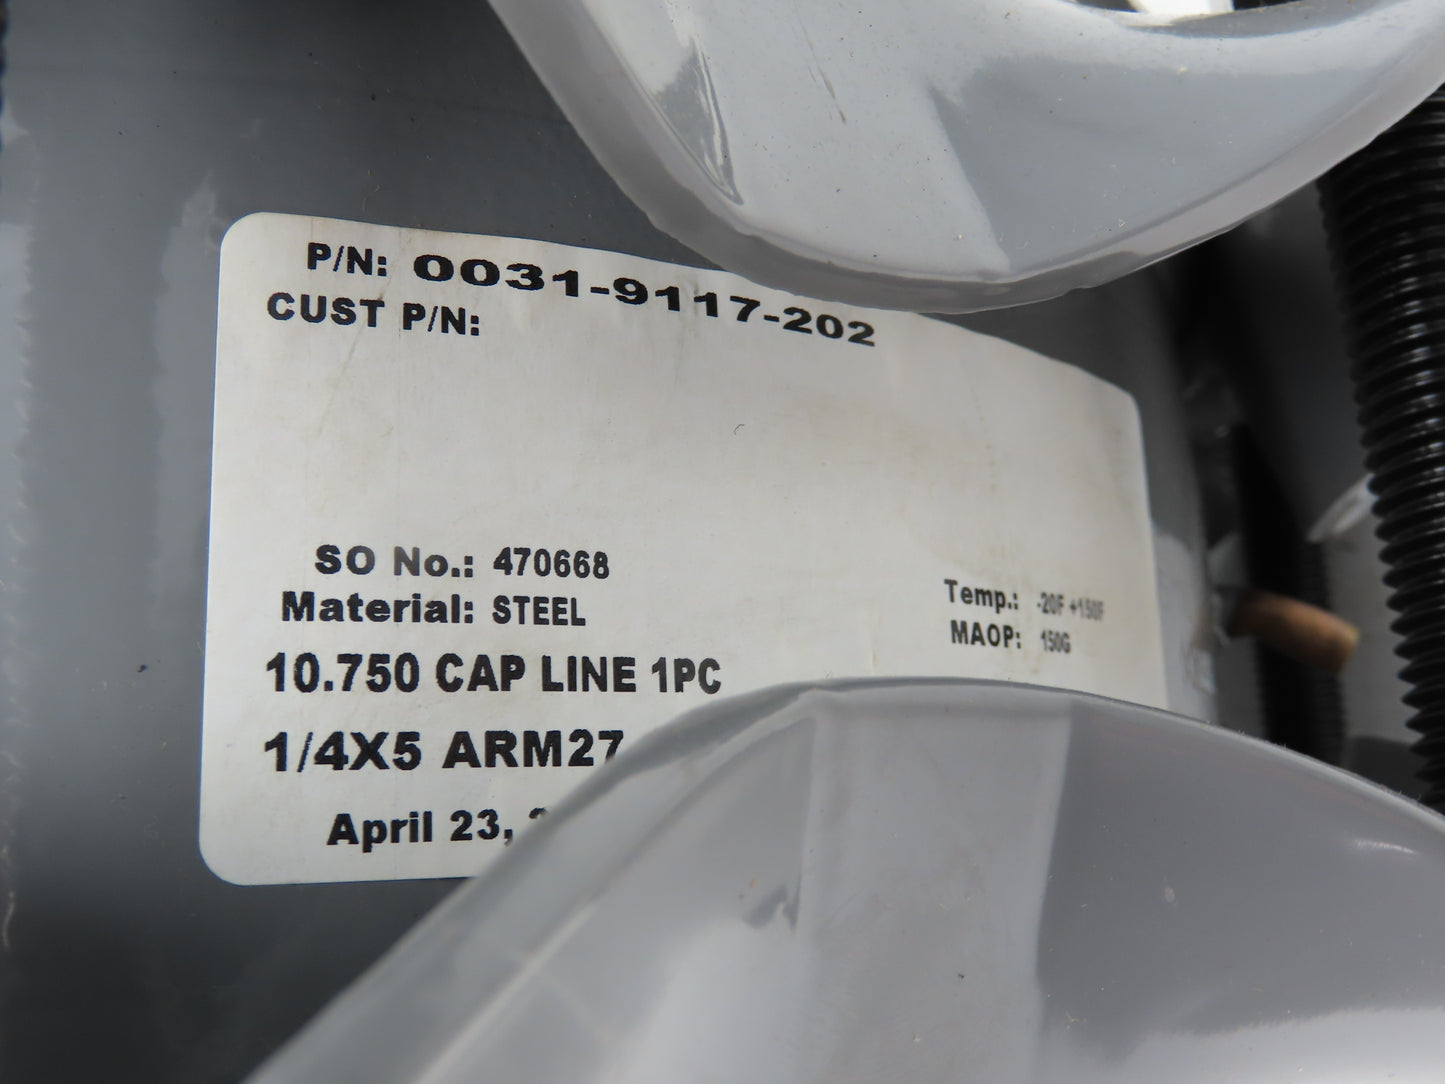 P/N: 0031-9117-202
CUST P/N:
SO No.: 470668
Material: STEEL
Temp.: -20F +150F
MAOP: 150G
10.750 CAP LINE 1PC
1/4X5 ARM27
April 23,